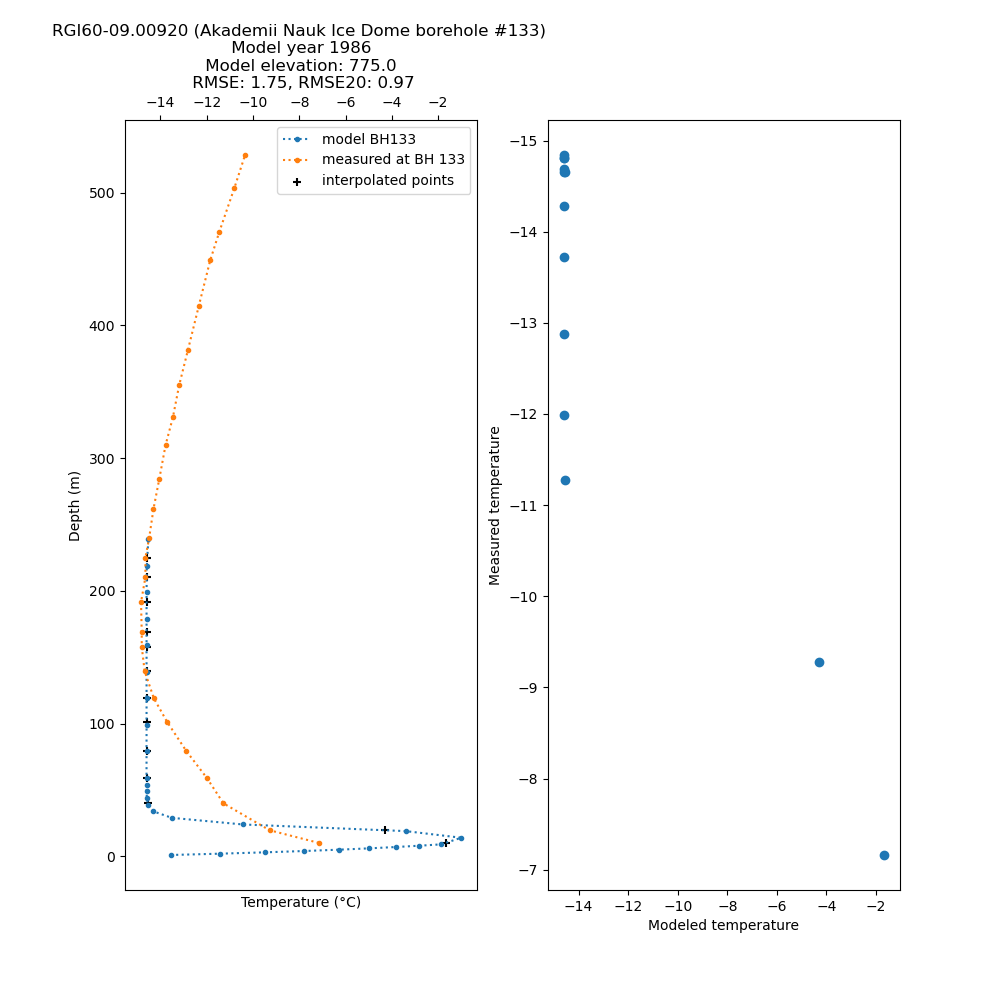 RGI60-09.00920 (Akademii Nauk Ice Dome borehole #133)
Model year 1986
Model elevation: 775.0
RMSE: 1.75, RMSE20: 0.97
−14 −12 −10 −8 −6 −4 −2
model BH133
measured at BH 133
interpolated points
500
400
300
200
100
0
Depth (m)
Temperature (°C)
−15
−14
−13
−12
−11
−10
−9
−8
−7
Measured temperature
−14 −12 −10 −8 −6 −4 −2
Modeled temperature